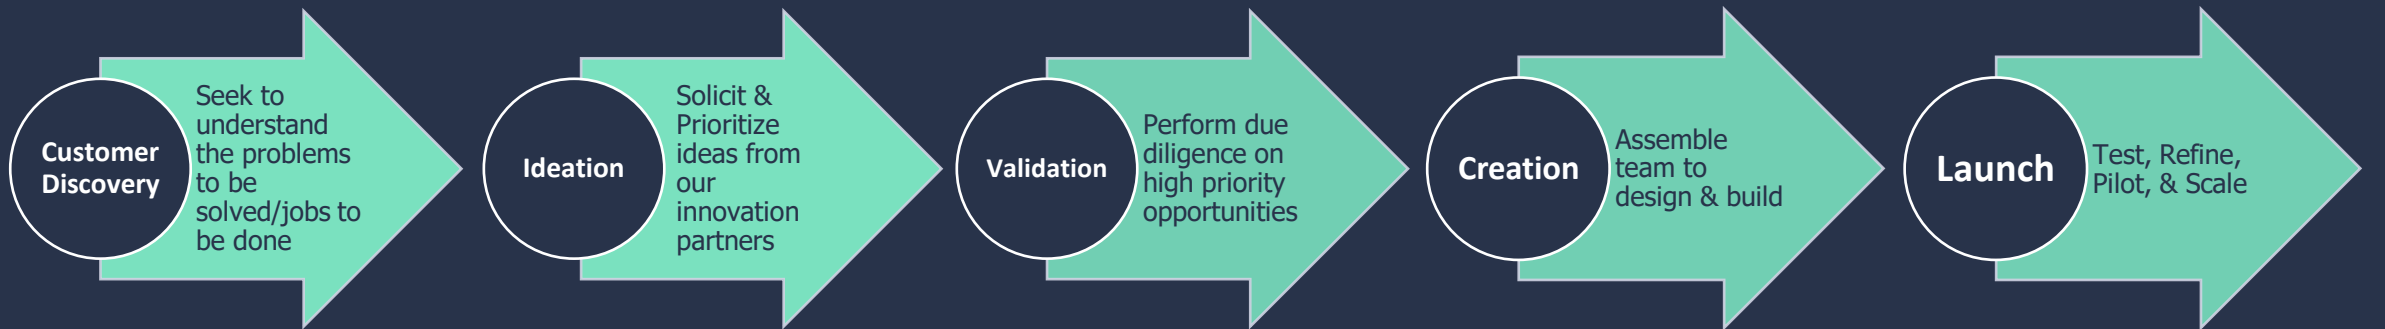 Customer
Discovery
Seek to
understand
the problems
to be
solved/jobs to
be done
Ideation
Solicit &
Prioritize
ideas from
our
innovation
partners
Validation
Perform due
diligence on
high priority
opportunities
Creation
Assemble
team to
design & build
Launch
Test, Refine,
Pilot, & Scale